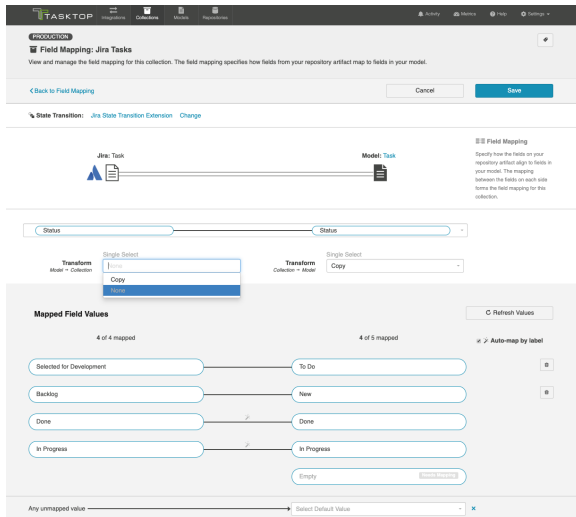 TASKTOP
Integrations
Collections
Models
Repositories
Activity
Metrics
Help
Settings
PRODUCTION
Field Mapping: Jira Tasks
View and manage the field mapping for this collection. The field mapping specifies how fields from your repository artifact map to fields in your model.
Back to Field Mapping
Cancel
Save
State Transition: Jira State Transition Extension Change
Jira: Task
Model: Task
Field Mapping
Specify how the fields on your
repository artifact align to fields in
your model. The mapping
between the fields on each side
forms the field mapping for this
collection.
Status
Status
Single Select
Transform
Model → Collection
None
Copy
None
Single Select
Transform
Collection → Model
Copy
Mapped Field Values
Refresh Values
4 of 4 mapped
4 of 5 mapped
Auto-map by label
Selected for Development
To Do
Backlog
New
Done
Done
In Progress
In Progress
Empty
Needs Mapping
Any unmapped value
Select Default Value